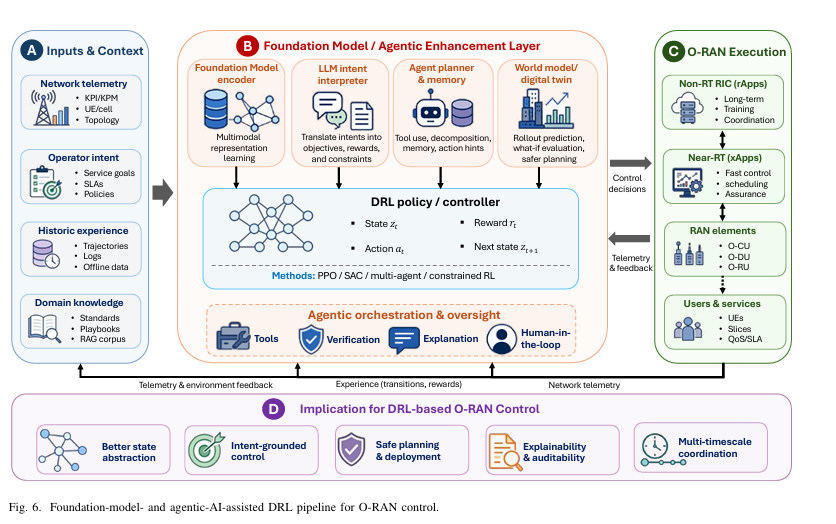 A Inputs & Context
Network telemetry
• KPI/KPM
• UE/cell
• Topology
Operator intent
• Service goals
• SLAs
• Policies
Historic experience
• Trajectories
• Logs
• Offline data
Domain knowledge
• Standards
• Playbooks
• RAG corpus
B Foundation Model / Agentic Enhancement Layer
Foundation Model
encoder
Multimodal
representation
learning
LLM intent
interpreter
Translate intents into
objectives, rewards,
and constraints
Agent planner
& memory
Tool use, decomposition,
memory, action hints
World model/
digital twin
Rollout prediction,
what-if evaluation,
safer planning
DRL policy / controller
▪ State z_t
▪ Reward r_t
▪ Action a_t
▪ Next state z_{t+1}
Methods: PPO / SAC / multi-agent / constrained RL
Agentic orchestration & oversight
Tools
Verification
Explanation
Human-in-
the-loop
Control
decisions
Telemetry
& feedback
C O-RAN Execution
Non-RT RIC (rApps)
• Long-term
• Training
• Coordination
Near-RT (xApps)
• Fast control
• scheduling
• Assurance
RAN elements
• O-CU
• O-DU
• O-RU
Users & services
• UEs
• Slices
• QoS/SLA
Telemetry & environment feedback
Experience (transitions, rewards)
Network telemetry
D Implication for DRL-based O-RAN Control
Better state
abstraction
Intent-grounded
control
Safe planning
& deployment
Explainability
& auditability
Multi-timescale
coordination
Fig. 6. Foundation-model- and agentic-AI-assisted DRL pipeline for O-RAN control.